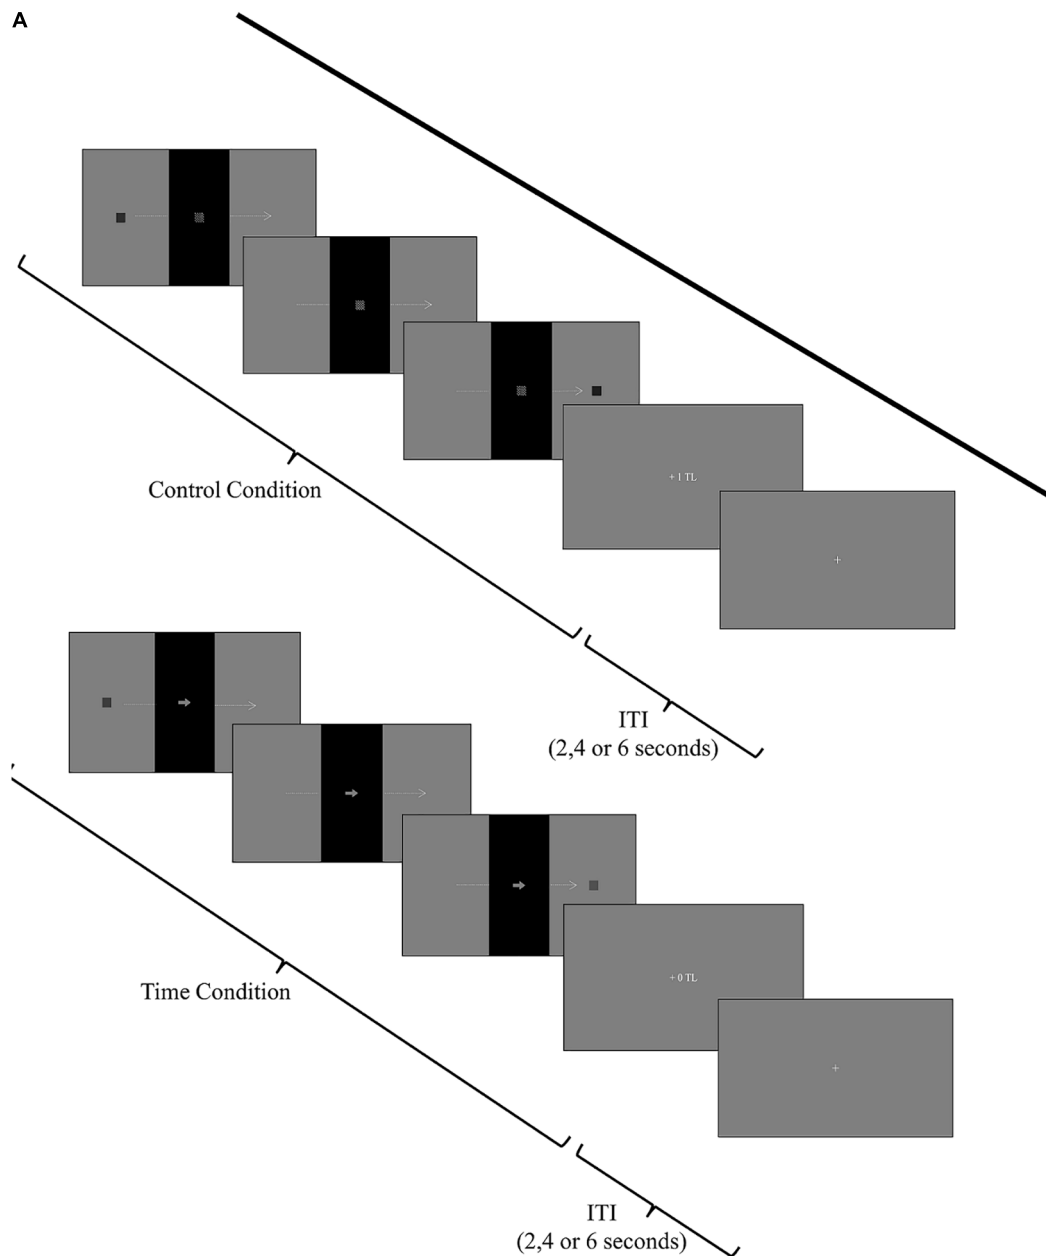 A
+ 1 TL
Control Condition
+
ITI
(2,4 or 6 seconds)
+ 0 TL
Time Condition
+
ITI
(2,4 or 6 seconds)